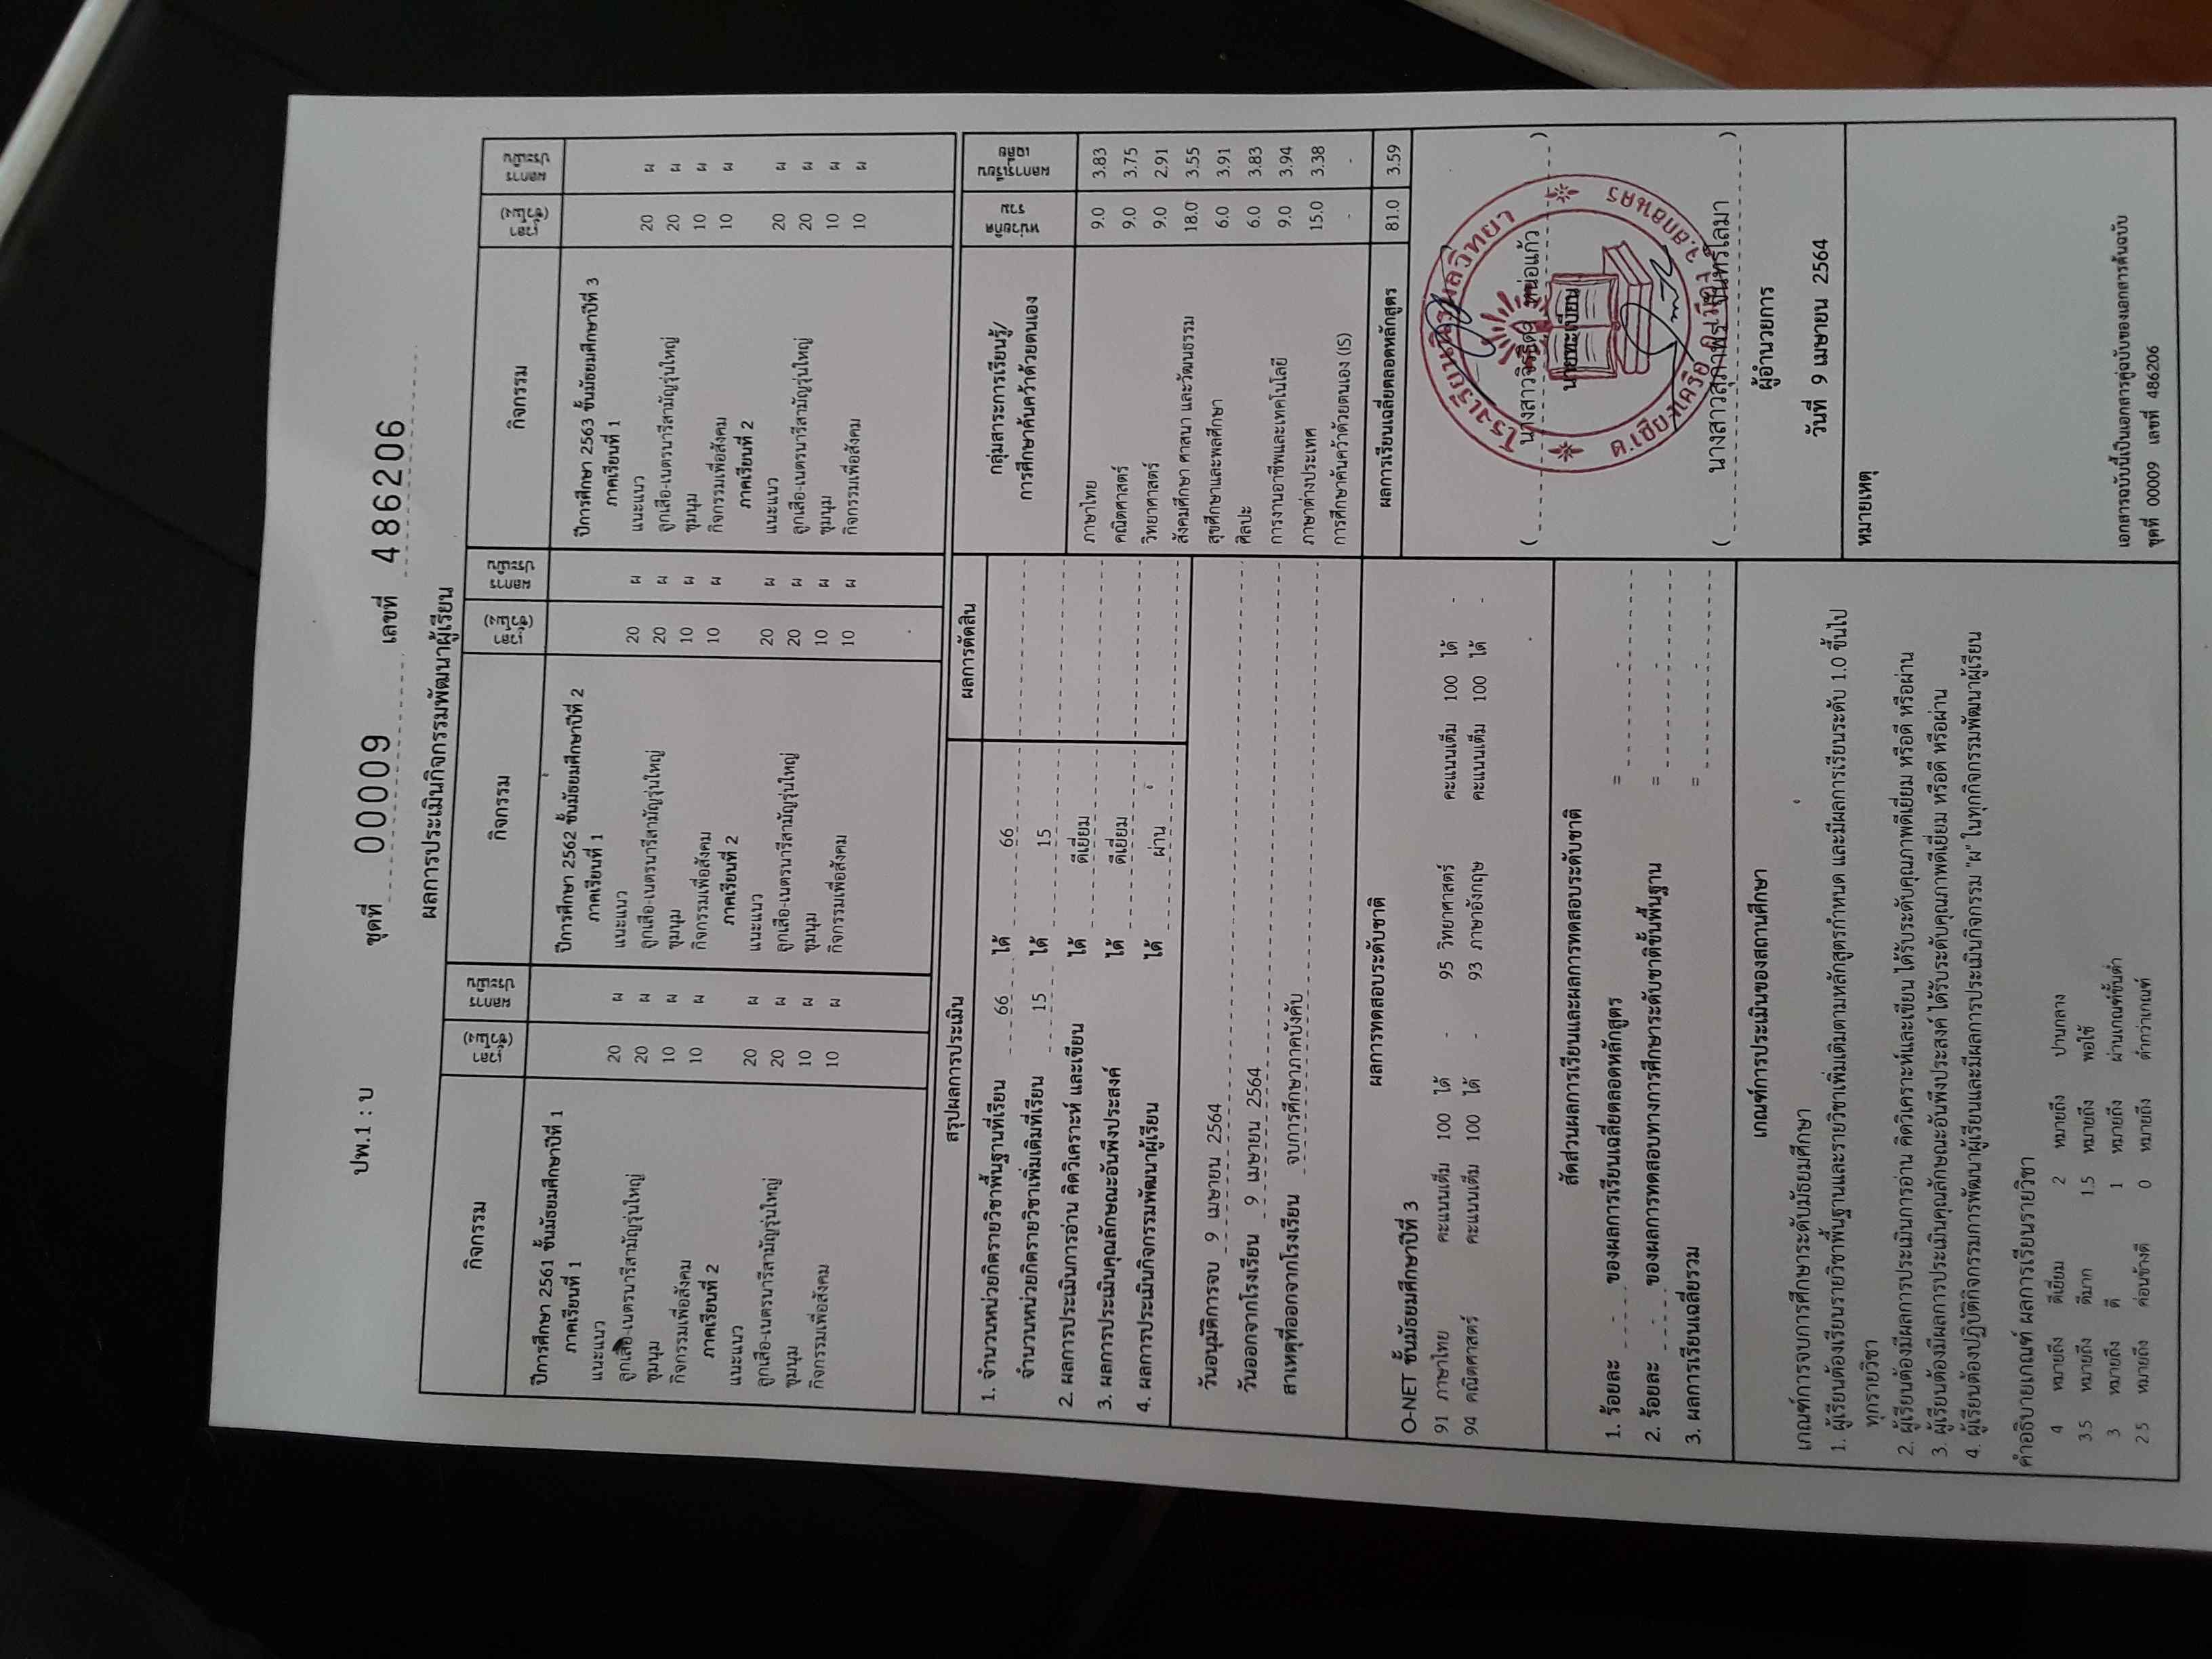 ปพ.1 : บ ชุดที่ 00009 เลขที่ 486206
ผลการประเมินกิจกรรมพัฒนาผู้เรียน
กิจกรรม เวลา (ชั่วโมง) ผลการประเมิน กิจกรรม เวลา (ชั่วโมง) ผลการประเมิน กิจกรรม เวลา (ชั่วโมง) ผลการประเมิน
ปีการศึกษา 2561 ชั้นมัธยมศึกษาปีที่ 1 ปีการศึกษา 2562 ชั้นมัธยมศึกษาปีที่ 2 ปีการศึกษา 2563 ชั้นมัธยมศึกษาปีที่ 3
ภาคเรียนที่ 1 ภาคเรียนที่ 1 ภาคเรียนที่ 1
แนะแนว 20 ผ แนะแนว 20 ผ แนะแนว 20 ผ
ลูกเสือ-เนตรนารีสามัญรุ่นใหญ่ 20 ผ ลูกเสือ-เนตรนารีสามัญรุ่นใหญ่ 20 ผ ลูกเสือ-เนตรนารีสามัญรุ่นใหญ่ 20 ผ
ชุมนุม 10 ผ ชุมนุม 10 ผ ชุมนุม 10 ผ
กิจกรรมเพื่อสังคม 10 ผ กิจกรรมเพื่อสังคม 10 ผ กิจกรรมเพื่อสังคม 10 ผ
ภาคเรียนที่ 2 ภาคเรียนที่ 2 ภาคเรียนที่ 2
แนะแนว 20 ผ แนะแนว 20 ผ แนะแนว 20 ผ
ลูกเสือ-เนตรนารีสามัญรุ่นใหญ่ 20 ผ ลูกเสือ-เนตรนารีสามัญรุ่นใหญ่ 20 ผ ลูกเสือ-เนตรนารีสามัญรุ่นใหญ่ 20 ผ
ชุมนุม 10 ผ ชุมนุม 10 ผ ชุมนุม 10 ผ
กิจกรรมเพื่อสังคม 10 ผ กิจกรรมเพื่อสังคม 10 ผ กิจกรรมเพื่อสังคม 10 ผ
สรุปผลการประเมิน ผลการตัดสิน
1. จำนวนหน่วยกิตรายวิชาพื้นฐานที่เรียน 66 ได้ 66
จำนวนหน่วยกิตรายวิชาเพิ่มเติมที่เรียน 15 ได้ 15
2. ผลการประเมินการอ่าน คิดวิเคราะห์ และเขียน ได้ ดีเยี่ยม
3. ผลการประเมินคุณลักษณะอันพึงประสงค์ ได้ ดีเยี่ยม
4. ผลการประเมินกิจกรรมพัฒนาผู้เรียน ได้ ผ่าน
วันอนุมัติการจบ 9 เมษายน 2564
วันออกจากโรงเรียน 9 เมษายน 2564
สาเหตุที่ออกจากโรงเรียน จบการศึกษาภาคบังคับ
กลุ่มสาระการเรียนรู้/ หน่วยกิตรวม ผลการเรียนเฉลี่ย
การศึกษาค้นคว้าด้วยตนเอง
ภาษาไทย 9.0 3.83
คณิตศาสตร์ 9.0 3.75
วิทยาศาสตร์ 9.0 2.91
สังคมศึกษา ศาสนา และวัฒนธรรม 18.0 3.55
สุขศึกษาและพลศึกษา 6.0 3.91
ศิลปะ 6.0 3.83
การงานอาชีพและเทคโนโลยี 9.0 3.94
ภาษาต่างประเทศ 15.0 3.38
การศึกษาค้นคว้าด้วยตนเอง (IS) - -
ผลการเรียนเฉลี่ยตลอดหลักสูตร 81.0 3.59
ผลการทดสอบระดับชาติ
O-NET ชั้นมัธยมศึกษาปีที่ 3
91 ภาษาไทย คะแนนเต็ม 100 ได้ - 95 วิทยาศาสตร์ คะแนนเต็ม 100 ได้ -
94 คณิตศาสตร์ คะแนนเต็ม 100 ได้ - 93 ภาษาอังกฤษ คะแนนเต็ม 100 ได้ -
สัดส่วนผลการเรียนและผลการทดสอบระดับชาติ
1. ร้อยละ - ของผลการเรียนเฉลี่ยตลอดหลักสูตร = -
2. ร้อยละ - ของผลการทดสอบทางการศึกษาระดับชาติขั้นพื้นฐาน = -
3. ผลการเรียนเฉลี่ยรวม = -
นายทะเบียน
ผู้อำนวยการ
วันที่ 9 เมษายน 2564
เกณฑ์การประเมินของสถานศึกษา
เกณฑ์การจบการศึกษาระดับมัธยมศึกษา
1. ผู้เรียนต้องเรียนรายวิชาพื้นฐานและรายวิชาเพิ่มเติมตามหลักสูตรกำหนด และมีผลการเรียนระดับ 1.0 ขึ้นไป
ทุกรายวิชา
2. ผู้เรียนต้องมีผลการประเมินการอ่าน คิดวิเคราะห์และเขียน ได้รับระดับคุณภาพดีเยี่ยม หรือดี หรือผ่าน
3. ผู้เรียนต้องมีผลการประเมินคุณลักษณะอันพึงประสงค์ ได้รับระดับคุณภาพดีเยี่ยม หรือดี หรือผ่าน
4. ผู้เรียนต้องปฏิบัติกิจกรรมการพัฒนาผู้เรียนและมีผลการประเมินกิจกรรม "ผ" ในทุกกิจกรรมพัฒนาผู้เรียน
คำอธิบายเกณฑ์ ผลการเรียนรายวิชา
4 หมายถึง ดีเยี่ยม 2 หมายถึง ปานกลาง
3.5 หมายถึง ดีมาก 1.5 หมายถึง พอใช้
3 หมายถึง ดี 1 หมายถึง ผ่านเกณฑ์ขั้นต่ำ
2.5 หมายถึง ค่อนข้างดี 0 หมายถึง ต่ำกว่าเกณฑ์
หมายเหตุ
เอกสารฉบับนี้เป็นเอกสารคู่ฉบับของเอกสารต้นฉบับ
ชุดที่ 00009 เลขที่ 486206